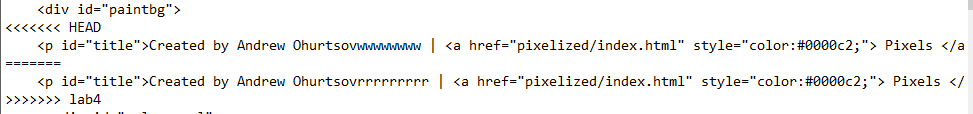 <div id="paintbg">
<<<<<<< HEAD
<p id="title">Created by Andrew Ohurtsovwwwwwwww | <a href="pixelized/index.html" style="color:#0000c2;"> Pixels </a
=======
<p id="title">Created by Andrew Ohurtsovrrrrrrrrr | <a href="pixelized/index.html" style="color:#0000c2;"> Pixels </
>>>>>>> lab4